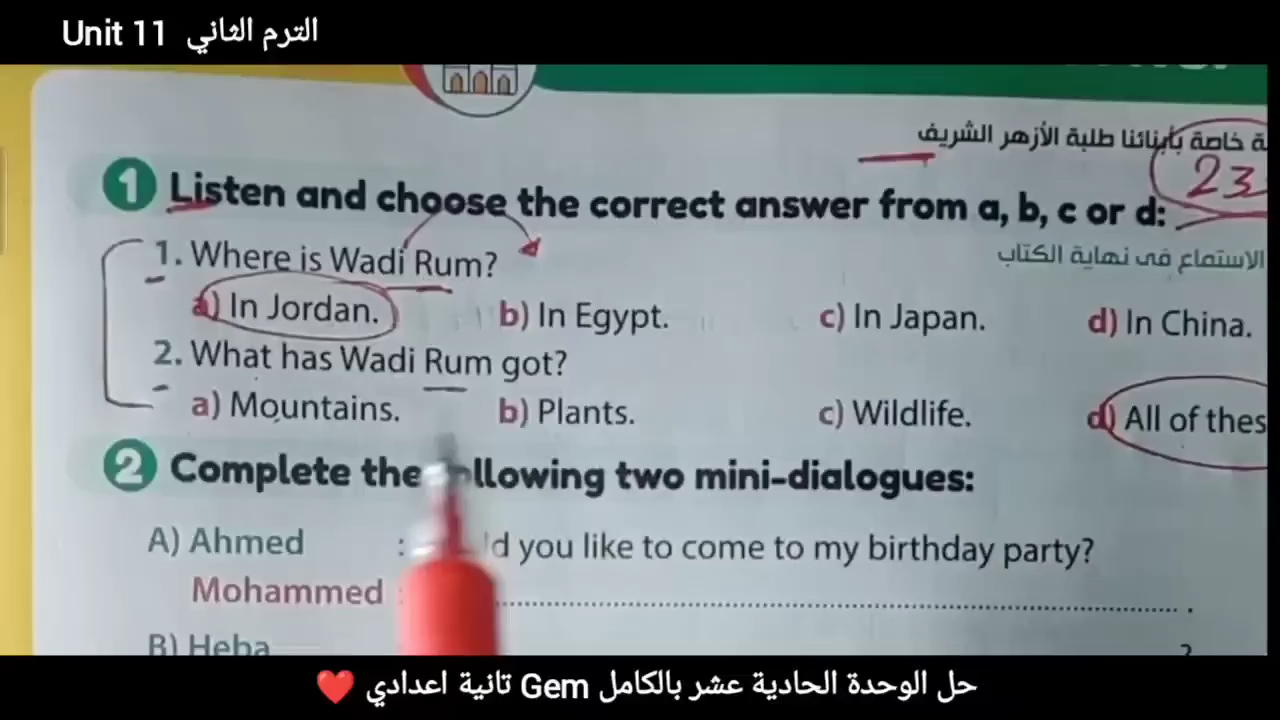 Unit 11 الترم الثاني
ة خاصة بأبنائنا طلبة الأزهر الشريف
23
1 Listen and choose the correct answer from a, b, c or d:
الاستماع فى نهاية الكتاب
1. Where is Wadi Rum?
a) In Jordan. b) In Egypt. c) In Japan. d) In China.
2. What has Wadi Rum got?
a) Mountains. b) Plants. c) Wildlife. d) All of thes
2 Complete the llowing two mini-dialogues:
A) Ahmed : ld you like to come to my birthday party?
Mohammed : .
B) Heba ?
حل الوحدة الحادية عشر بالكامل Gem تانية اعدادي ❤️